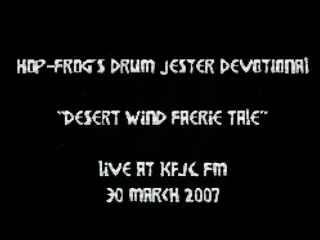 HOP-FROG'S DRUM JESTER DEVOTIONAL
"DESERT WIND FAERIE TALE"
LIVE AT KFJC FM
30 MARCH 2007